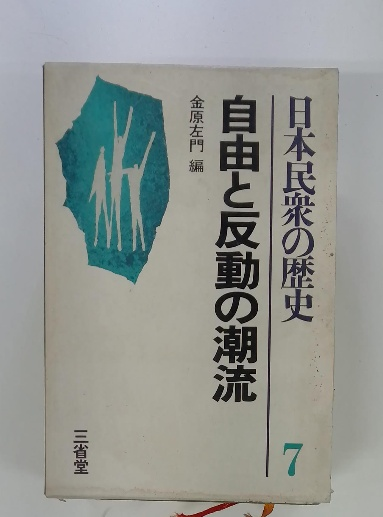 日本民衆の歴史
7
自由と反動の潮流
金原左門 編
三省堂